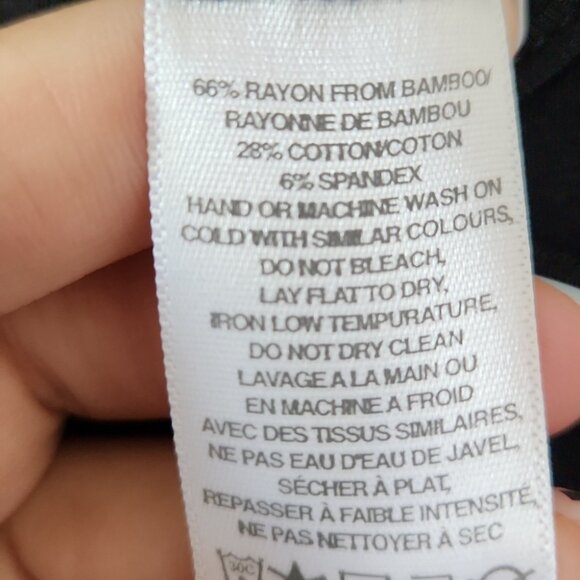 66% RAYON FROM BAMBOO/
RAYONNE DE BAMBOU
28% COTTON/COTON
6% SPANDEX
HAND OR MACHINE WASH ON
COLD WITH SIMILAR COLOURS,
DO NOT BLEACH,
LAY FLAT TO DRY,
IRON LOW TEMPURATURE,
DO NOT DRY CLEAN
LAVAGE A LA MAIN OU
EN MACHINE A FROID
AVEC DES TISSUS SIMILAIRES,
NE PAS EAU D'EAU DE JAVEL,
SÉCHER À PLAT,
REPASSER À FAIBLE INTENSITÉ,
NE PAS NETTOYER À SEC
30C